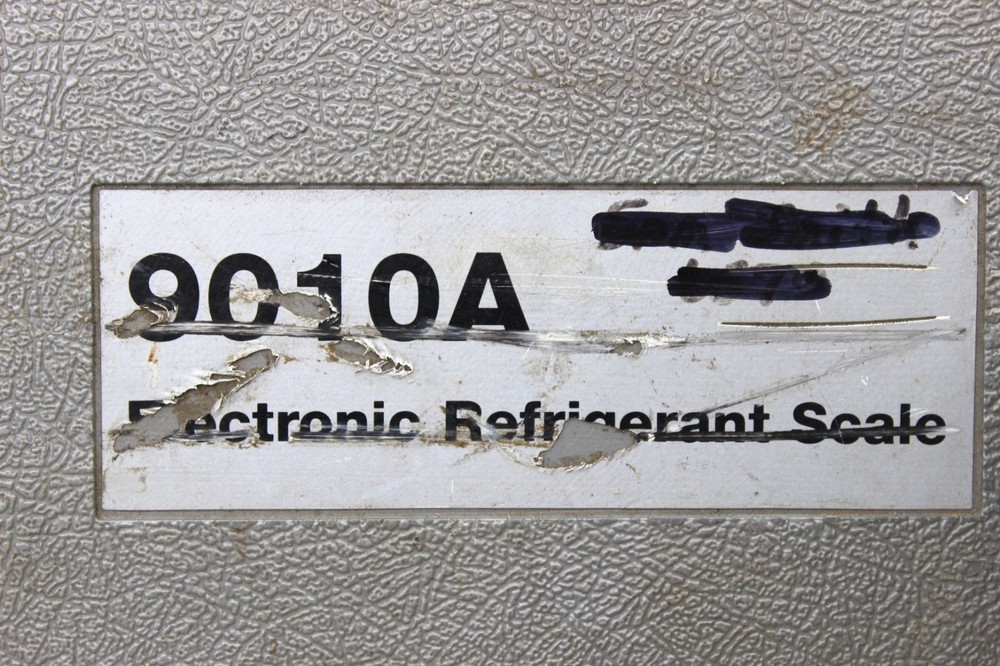 9010A
Electronic Refrigerant Scale